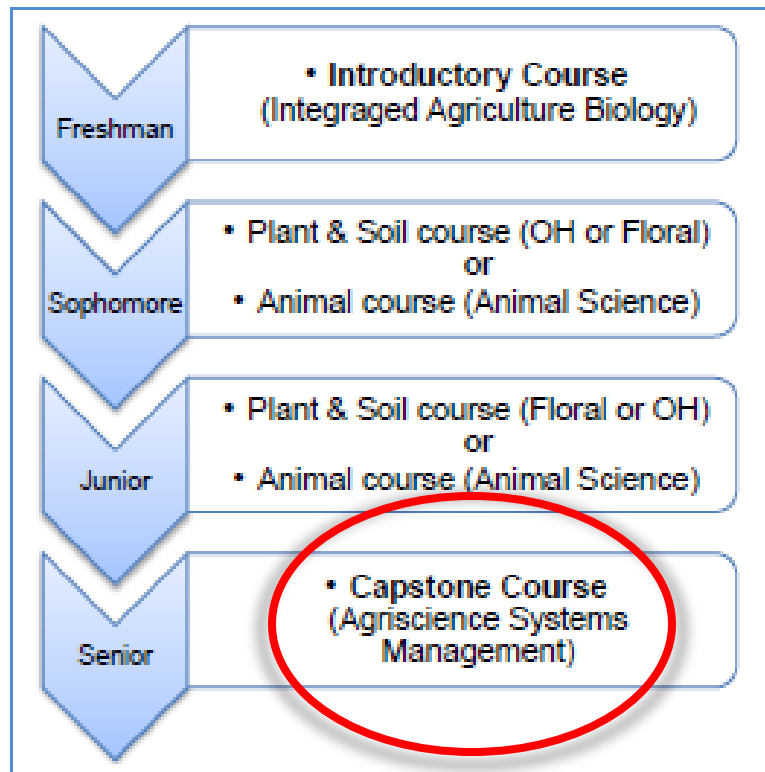 Freshman
• Introductory Course
(Integraged Agriculture Biology)
Sophomore
• Plant & Soil course (OH or Floral)
or
• Animal course (Animal Science)
Junior
• Plant & Soil course (Floral or OH)
or
• Animal course (Animal Science)
Senior
• Capstone Course
(Agriscience Systems
Management)